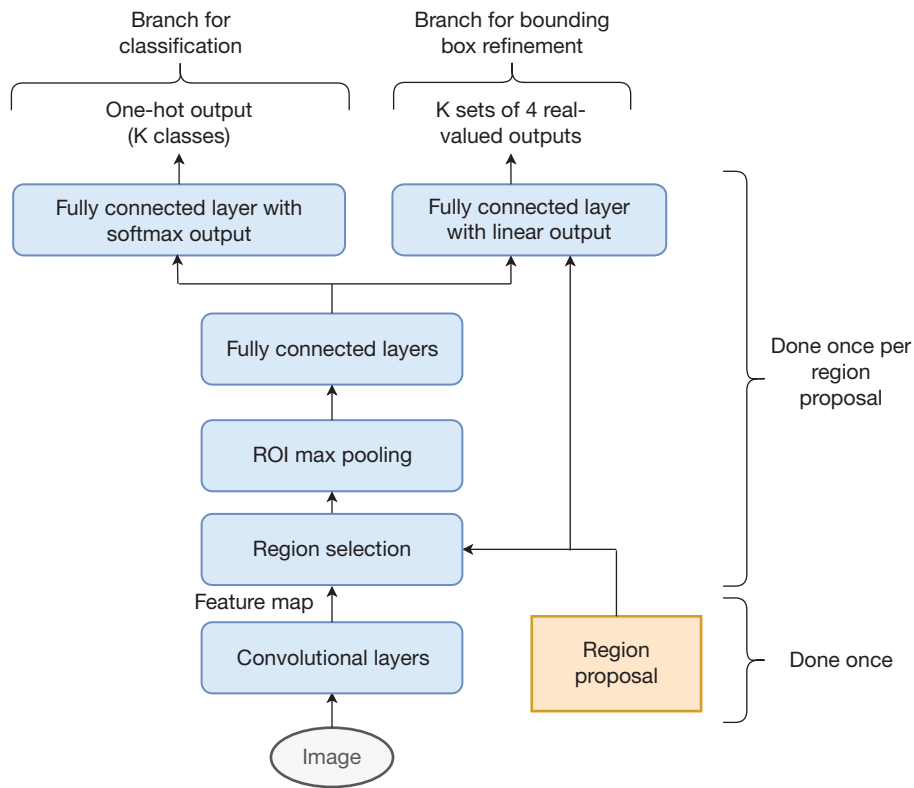 Branch for
classification
Branch for bounding
box refinement
One-hot output
(K classes)
K sets of 4 real-
valued outputs
Fully connected layer with
softmax output
Fully connected layer
with linear output
Fully connected layers
Done once per
region
proposal
ROI max pooling
Region selection
Feature map
Convolutional layers
Region
proposal
Done once
Image